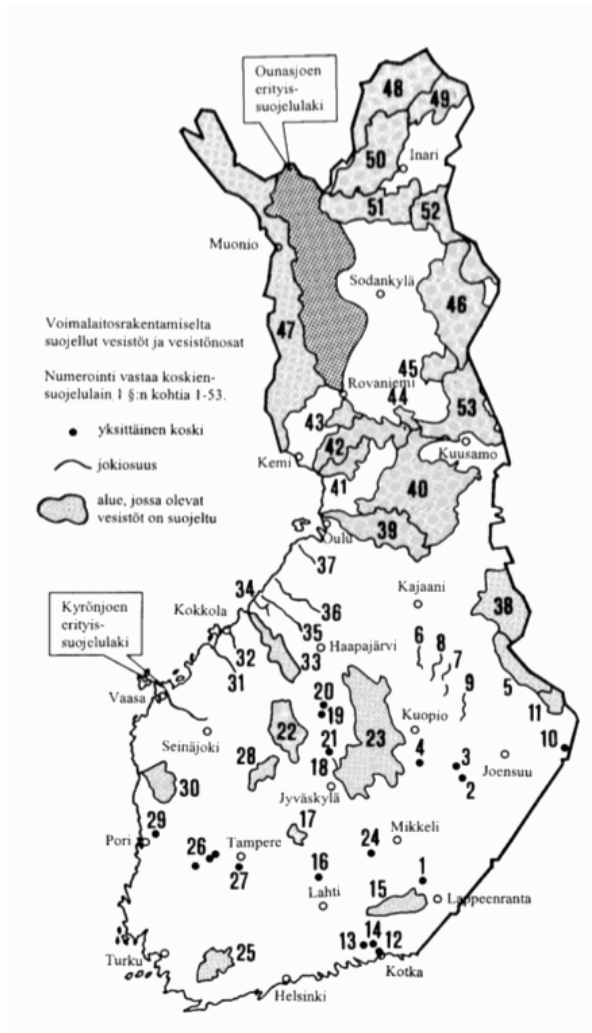 Ounasjoen
erityis-
suojelulaki
48
49
50
Inari
51
52
Muonio
Sodankylä
46
47
Voimalaitosrakentamiselta
suojellut vesistöt ja vesistönosat
Numerointi vastaa koskien-
suojelulain 1 §:n kohtia 1-53.
yksittäinen koski
jokiosuus
alue, jossa olevat
vesistöt on suojeltu
45
Rovaniemi
44
53
43
42
Kuusamo
Kemi
41
40
39
Oulu
37
Kajaani
34
38
Kyrönjoen
erityis-
suojelulaki
Kokkola
36
35
6
8
7
32
33
Haapajärvi
31
9
5
Vaasa
20
19
11
Seinäjoki
22
21
23
Kuopio
10
28
18
4
3
Joensuu
2
30
Jyväskylä
29
17
Pori
26
Tampere
24
Mikkeli
27
16
1
15
Lahti
Lappeenranta
25
13
14
12
Turku
Kotka
Helsinki